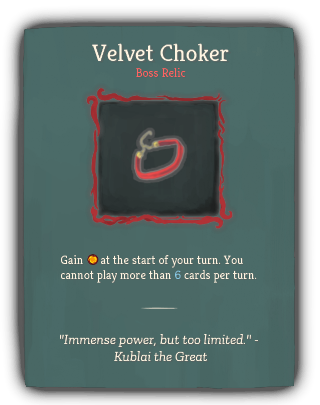 Velvet Choker
Boss Relic
Gain at the start of your turn. You
cannot play more than 6 cards per turn.
"Immense power, but too limited." -
Kublai the Great